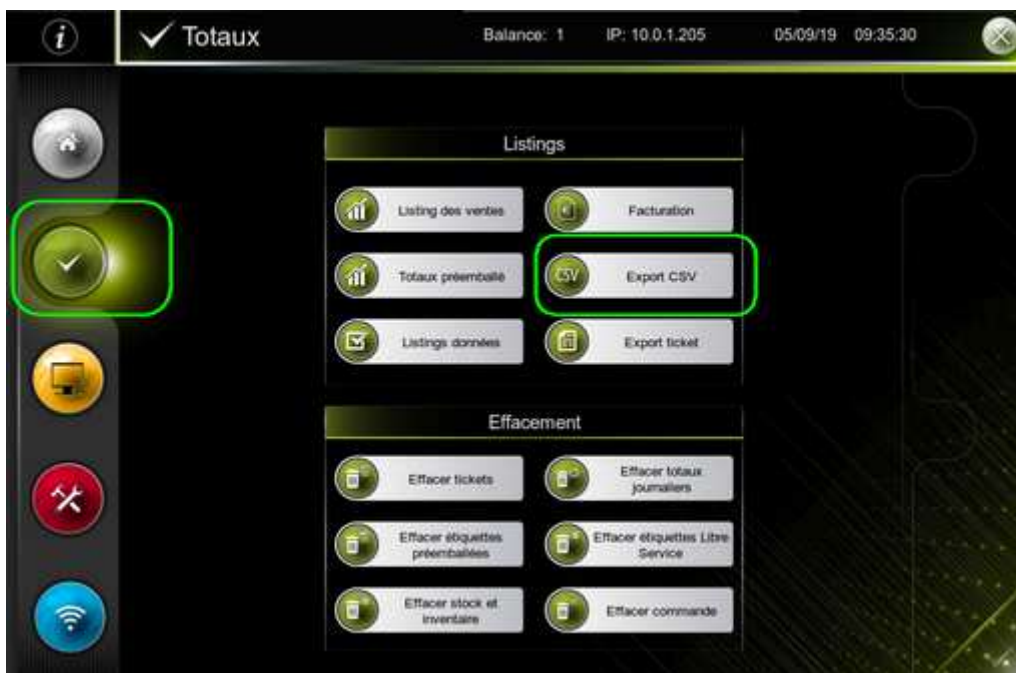 i
Totaux
Balance: 1
IP: 10.0.1.205
05/09/19 09:35:30
Listings
Listing des ventes
Facturation
Totaux préemballé
CSV
Export CSV
Listings données
Export ticket
Effacement
Effacer tickets
Effacer totaux
journaliers
Effacer étiquettes
préemballées
Effacer étiquettes Libre
Service
Effacer stock et
inventaire
Effacer commande